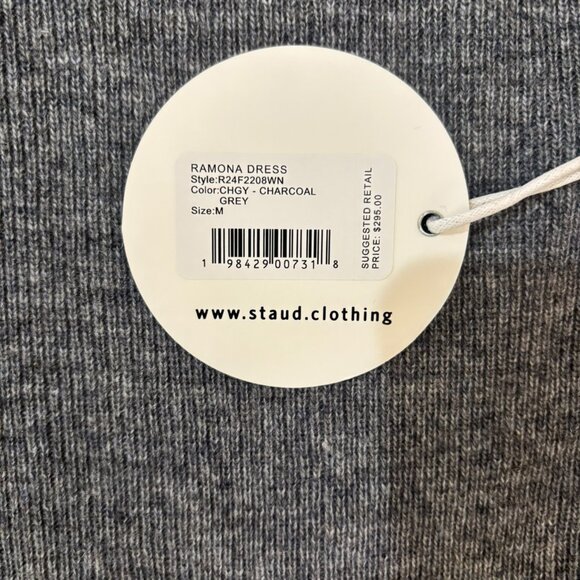 RAMONA DRESS
Style:R24F2208WN
Color:CHGY - CHARCOAL
GREY
Size:M
1 98429 00731 8
SUGGESTED RETAIL
PRICE: $295.00
www.staud.clothing